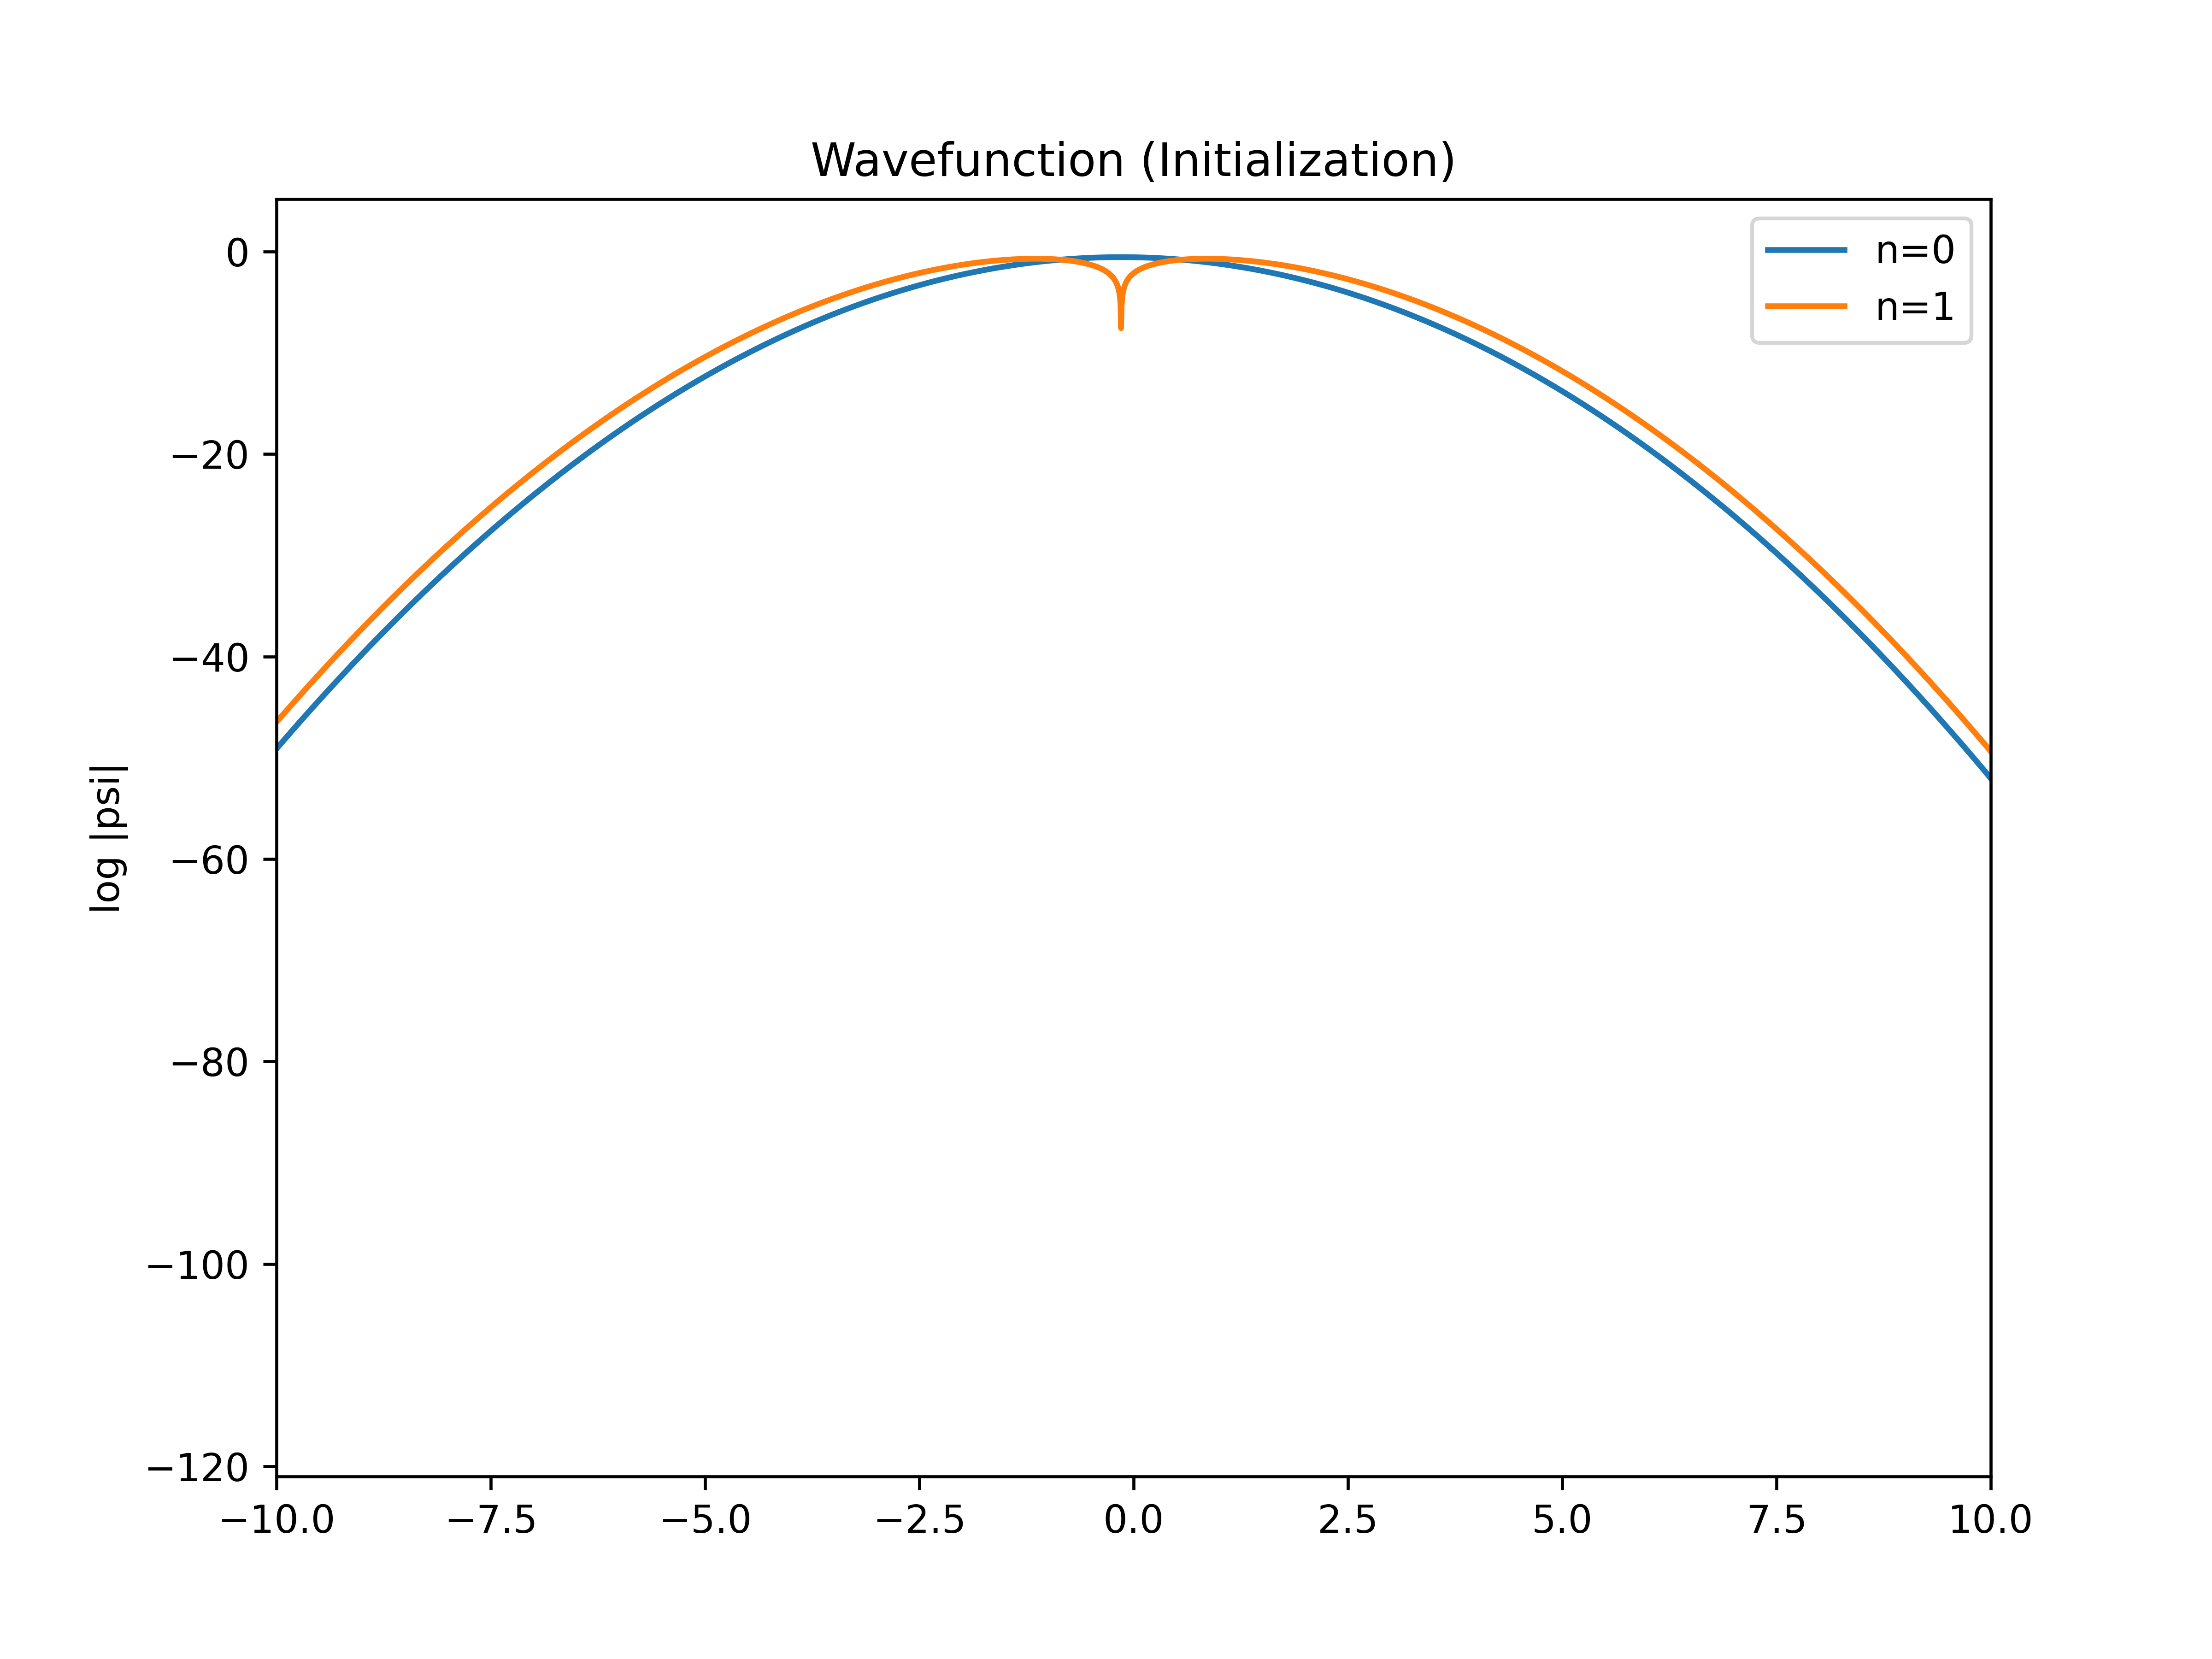 Wavefunction (Initialization)
n=0
n=1
log |psi|
0
−20
−40
−60
−80
−100
−120
−10.0 −7.5 −5.0 −2.5 0.0 2.5 5.0 7.5 10.0